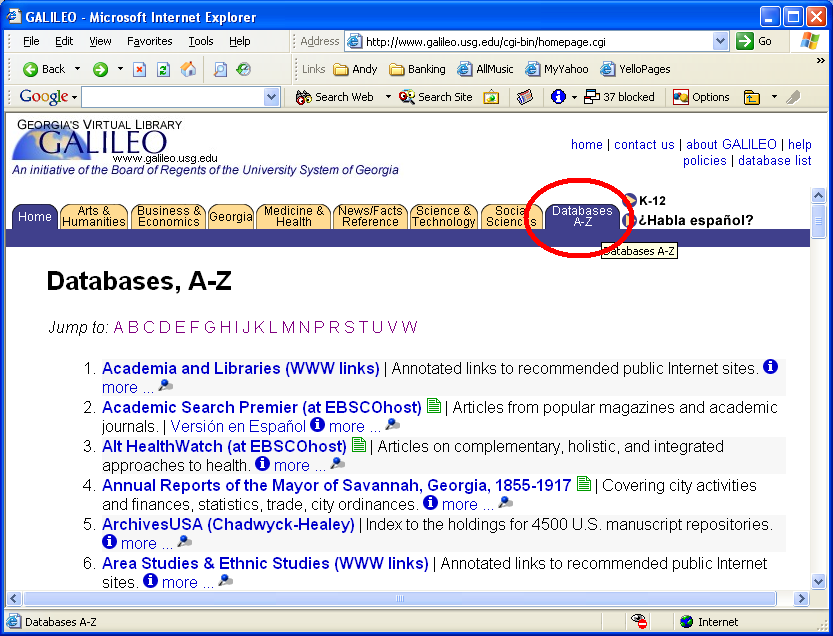 GALILEO - Microsoft Internet Explorer
File Edit View Favorites Tools Help Address http://www.galileo.usg.edu/cgi-bin/homepage.cgi Go
Back Links Andy Banking AllMusic MyYahoo YelloPages »
Google Search Web Search Site 37 blocked Options
GEORGIA'S VIRTUAL LIBRARY
GALILEO
www.galileo.usg.edu
An initiative of the Board of Regents of the University System of Georgia
home | contact us | about GALILEO | help
policies | database list
Home
Arts &
Humanities
Business &
Economics
Georgia
Medicine &
Health
News/Facts
Reference
Science &
Technology
Social
Sciences
Databases
A-Z
K-12
¿Habla español?
Databases A-Z
Databases, A-Z
Jump to: A B C D E F G H I J K L M N P R S T U V W
1. Academia and Libraries (WWW links) | Annotated links to recommended public Internet sites.
more ...
2. Academic Search Premier (at EBSCOhost) | Articles from popular magazines and academic
journals. | Versión en Español more ...
3. Alt HealthWatch (at EBSCOhost) | Articles on complementary, holistic, and integrated
approaches to health. more ...
4. Annual Reports of the Mayor of Savannah, Georgia, 1855-1917 | Covering city activities
and finances, statistics, trade, city ordinances. more ...
5. ArchivesUSA (Chadwyck-Healey) | Index to the holdings for 4500 U.S. manuscript repositories.
more ...
6. Area Studies & Ethnic Studies (WWW links) | Annotated links to recommended public Internet
sites. more ...
Databases A-Z Internet